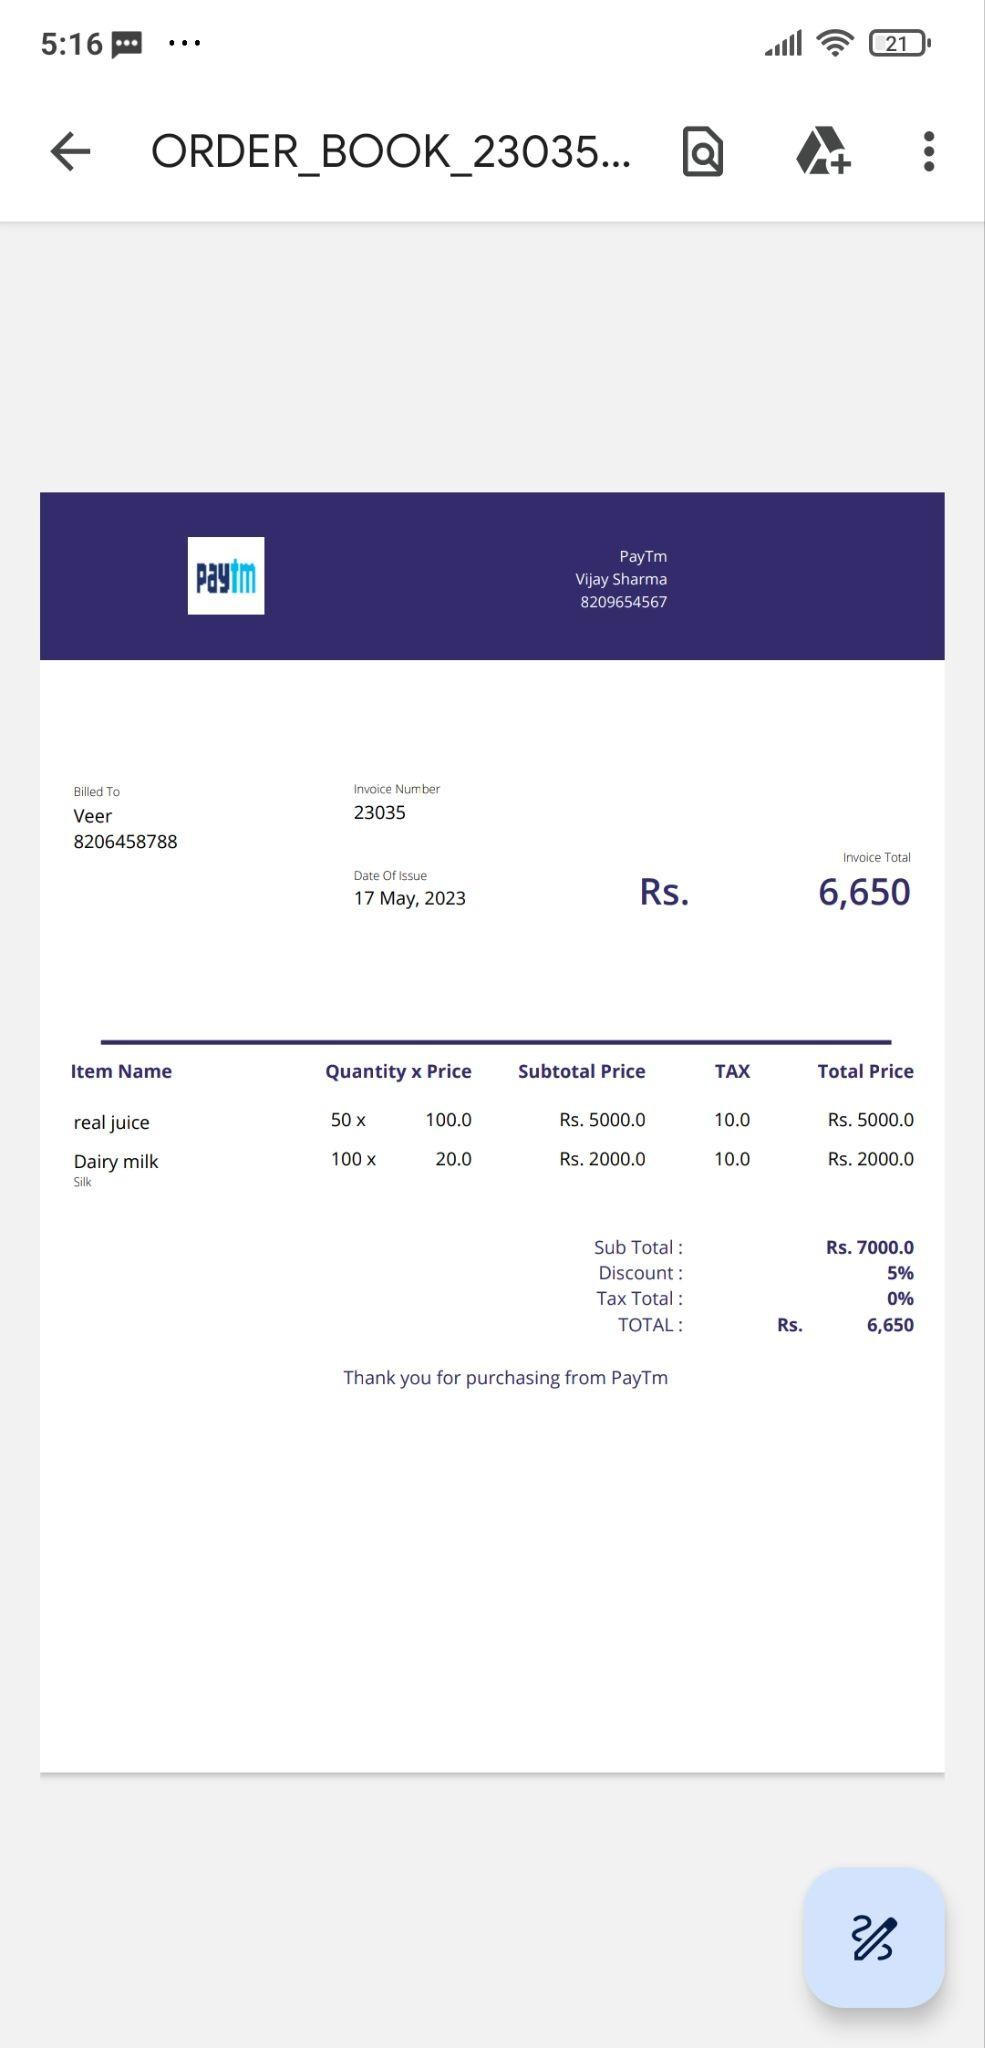 5:16
21
ORDER_BOOK_23035...
paytm
PayTm
Vijay Sharma
8209654567
Billed To
Veer
8206458788
Invoice Number
23035
Date Of Issue
17 May, 2023
Invoice Total
Rs. 6,650
Item Name Quantity x Price Subtotal Price TAX Total Price
real juice 50 x 100.0 Rs. 5000.0 10.0 Rs. 5000.0
Dairy milk 100 x 20.0 Rs. 2000.0 10.0 Rs. 2000.0
Silk
Sub Total : Rs. 7000.0
Discount : 5%
Tax Total : 0%
TOTAL : Rs. 6,650
Thank you for purchasing from PayTm